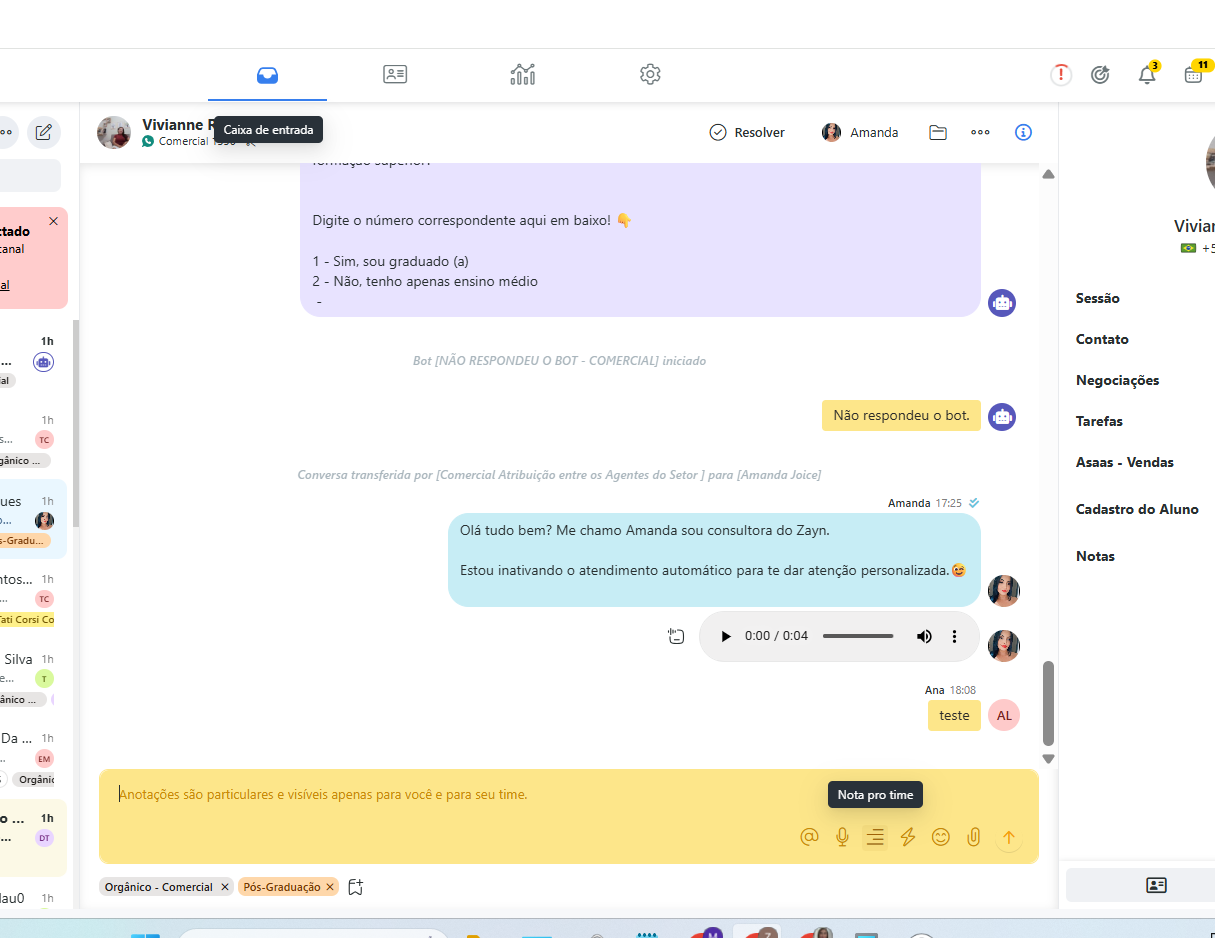 3
11
Vivianne R
Caixa de entrada
Comercial 1
Resolver
Amanda
ctado
canal
al
Digite o número correspondente aqui em baixo! 👇
1 - Sim, sou graduado (a)
2 - Não, tenho apenas ensino médio
-
Bot [NÃO RESPONDEU O BOT - COMERCIAL] iniciado
Não respondeu o bot.
Conversa transferida por [Comercial Atribuição entre os Agentes do Setor ] para [Amanda Joice]
Amanda 17:25
Olá tudo bem? Me chamo Amanda sou consultora do Zayn.
Estou inativando o atendimento automático para te dar atenção personalizada.😅
0:00 / 0:04
Ana 18:08
teste
AL
Anotações são particulares e visíveis apenas para você e para seu time.
Nota pro time
Orgânico - Comercial ×
Pós-Graduação ×
1h
...
al
1h
s...
TC
gânico ...
ues 1h
o...
s-Gradu...
ntos... 1h
...
TC
Tati Corsi Co
Silva 1h
e...
T
ânico ...
Da ... 1h
...
EM
Orgânic
o ... 1h
...
DT
Mau0 1h
Vivian
+5
Sessão
Contato
Negociações
Tarefas
Asaas - Vendas
Cadastro do Aluno
Notas
M
Z